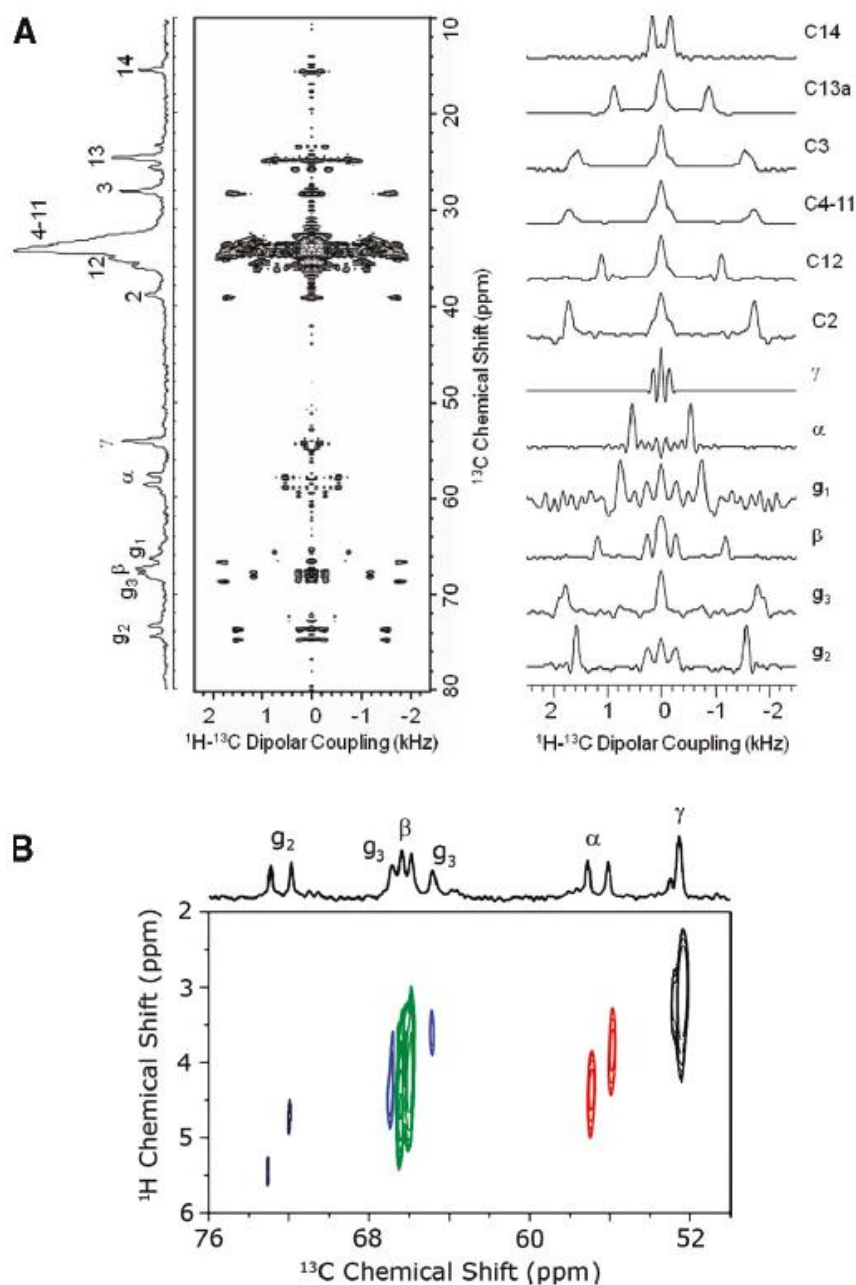 A
14
13
3
4-11
12
2
γ
α
g1
g3 β
g2
10
20
30
40
50
60
70
80
13C Chemical Shift (ppm)
2 1 0 -1 -2
1H-13C Dipolar Coupling (kHz)
C14
C13a
C3
C4-11
C12
C2
γ
α
g1
β
g3
g2
2 1 0 -1 -2
1H-13C Dipolar Coupling (kHz)
B
g2 g3 β g3 α γ
2
3
4
5
6
1H Chemical Shift (ppm)
76 68 60 52
13C Chemical Shift (ppm)